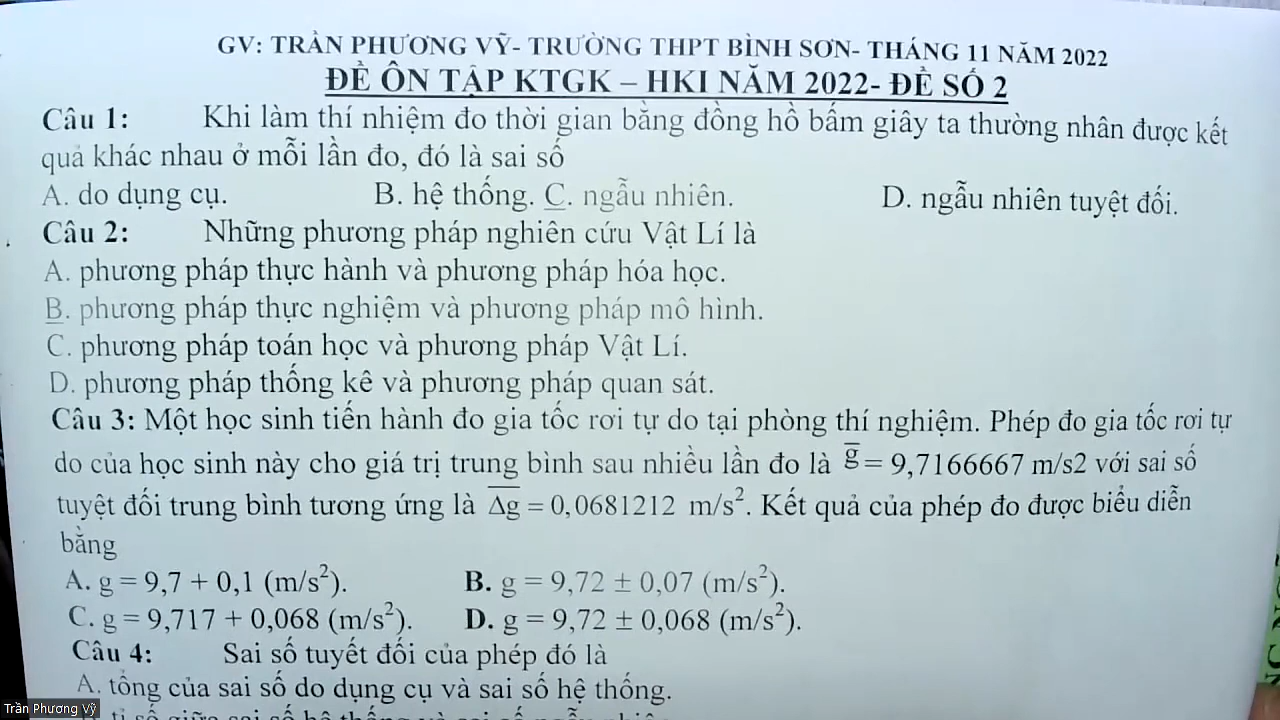 GV: TRẦN PHƯƠNG VỸ- TRƯỜNG THPT BÌNH SƠN- THÁNG 11 NĂM 2022
ĐỀ ÔN TẬP KTGK – HKI NĂM 2022- ĐỀ SỐ 2
Câu 1: Khi làm thí nhiệm đo thời gian bằng đồng hồ bấm giây ta thường nhân được kết
quả khác nhau ở mỗi lần đo, đó là sai số
A. do dụng cụ. B. hệ thống. C. ngẫu nhiên. D. ngẫu nhiên tuyệt đối.
Câu 2: Những phương pháp nghiên cứu Vật Lí là
A. phương pháp thực hành và phương pháp hóa học.
B. phương pháp thực nghiệm và phương pháp mô hình.
C. phương pháp toán học và phương pháp Vật Lí.
D. phương pháp thống kê và phương pháp quan sát.
Câu 3: Một học sinh tiến hành đo gia tốc rơi tự do tại phòng thí nghiệm. Phép đo gia tốc rơi tự
do của học sinh này cho giá trị trung bình sau nhiều lần đo là g̅ = 9,7166667 m/s2 với sai số
tuyệt đối trung bình tương ứng là Δ̅g̅ = 0,0681212 m/s². Kết quả của phép đo được biểu diễn
bằng
A. g = 9,7 + 0,1 (m/s²). B. g = 9,72 ± 0,07 (m/s²).
C. g = 9,717 + 0,068 (m/s²). D. g = 9,72 ± 0,068 (m/s²).
Câu 4: Sai số tuyết đối của phép đó là
A. tổng của sai số do dụng cụ và sai số hệ thống.
Trần Phương Vỹ